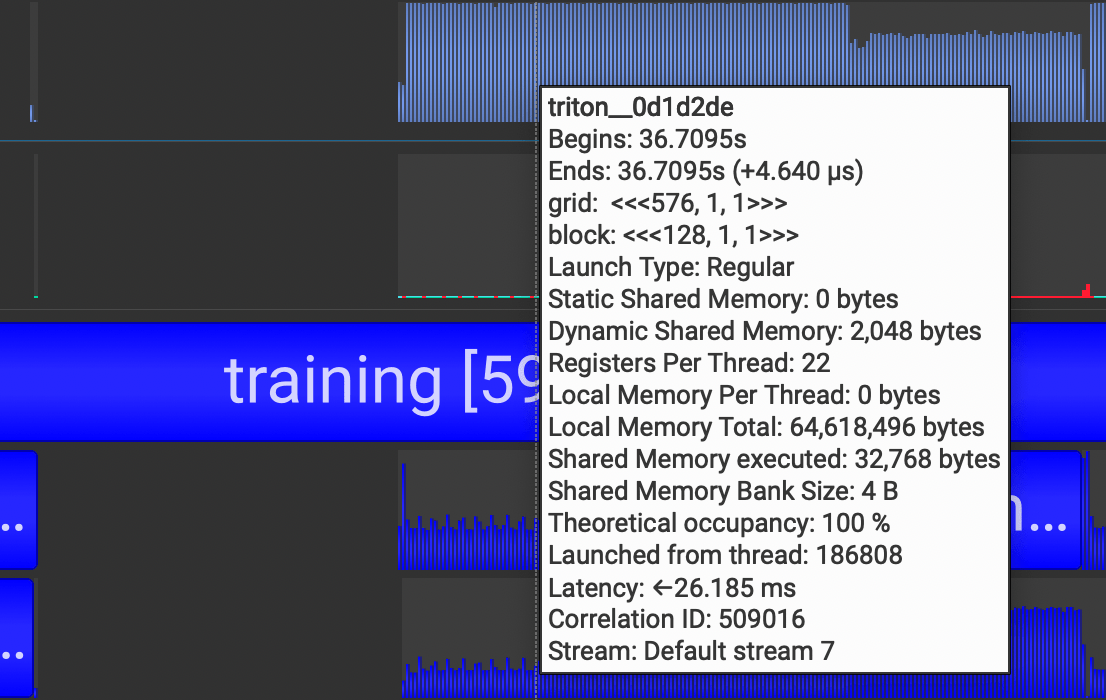 triton__0d1d2de
Begins: 36.7095s
Ends: 36.7095s (+4.640 μs)
grid: <<<576, 1, 1>>>
block: <<<128, 1, 1>>>
Launch Type: Regular
Static Shared Memory: 0 bytes
Dynamic Shared Memory: 2,048 bytes
Registers Per Thread: 22
Local Memory Per Thread: 0 bytes
Local Memory Total: 64,618,496 bytes
Shared Memory executed: 32,768 bytes
Shared Memory Bank Size: 4 B
Theoretical occupancy: 100 %
Launched from thread: 186808
Latency: ←26.185 ms
Correlation ID: 509016
Stream: Default stream 7
training [59
...
...